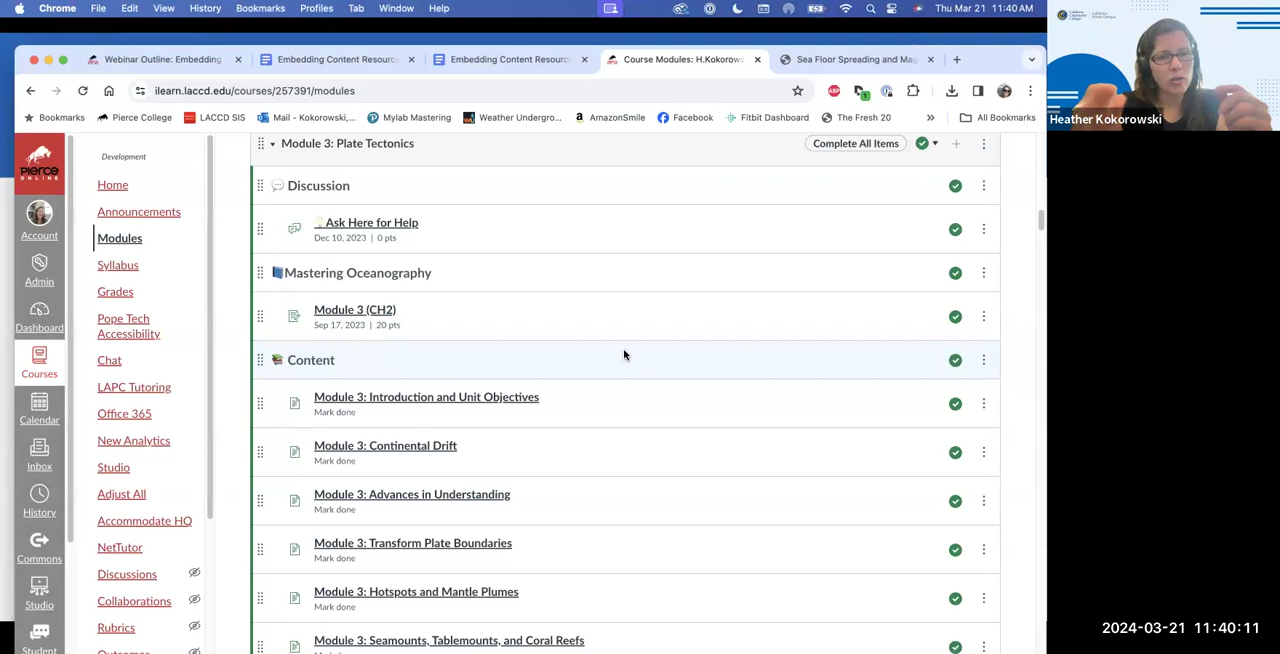 Chrome File Edit View History Bookmarks Profiles Tab Window Help Thu Mar 21 11:40 AM
Webinar Outline: Embedding Embedding Content Resourc Embedding Content Resourc Course Modules: H.Kokorows Sea Floor Spreading and Mag
ilearn.laccd.edu/courses/257391/modules
Bookmarks Pierce College LACCD SIS Mail - Kokorowski,... Mylab Mastering Weather Undergro... AmazonSmile Facebook Fitbit Dashboard The Fresh 20 » All Bookmarks
PIERCE
ONLINE
Account
Admin
Dashboard
Courses
Calendar
Inbox
History
Commons
Studio
Student
Development
Home
Announcements
Modules
Syllabus
Grades
Pope Tech
Accessibility
Chat
LAPC Tutoring
Office 365
New Analytics
Studio
Adjust All
Accommodate HQ
NetTutor
Discussions
Collaborations
Rubrics
Outcomes
Module 3: Plate Tectonics Complete All Items
Discussion
Ask Here for Help
Dec 10, 2023 | 0 pts
Mastering Oceanography
Module 3 (CH2)
Sep 17, 2023 | 20 pts
Content
Module 3: Introduction and Unit Objectives
Mark done
Module 3: Continental Drift
Mark done
Module 3: Advances in Understanding
Mark done
Module 3: Transform Plate Boundaries
Mark done
Module 3: Hotspots and Mantle Plumes
Mark done
Module 3: Seamounts, Tablemounts, and Coral Reefs
Heather Kokorowski
2024-03-21 11:40:11